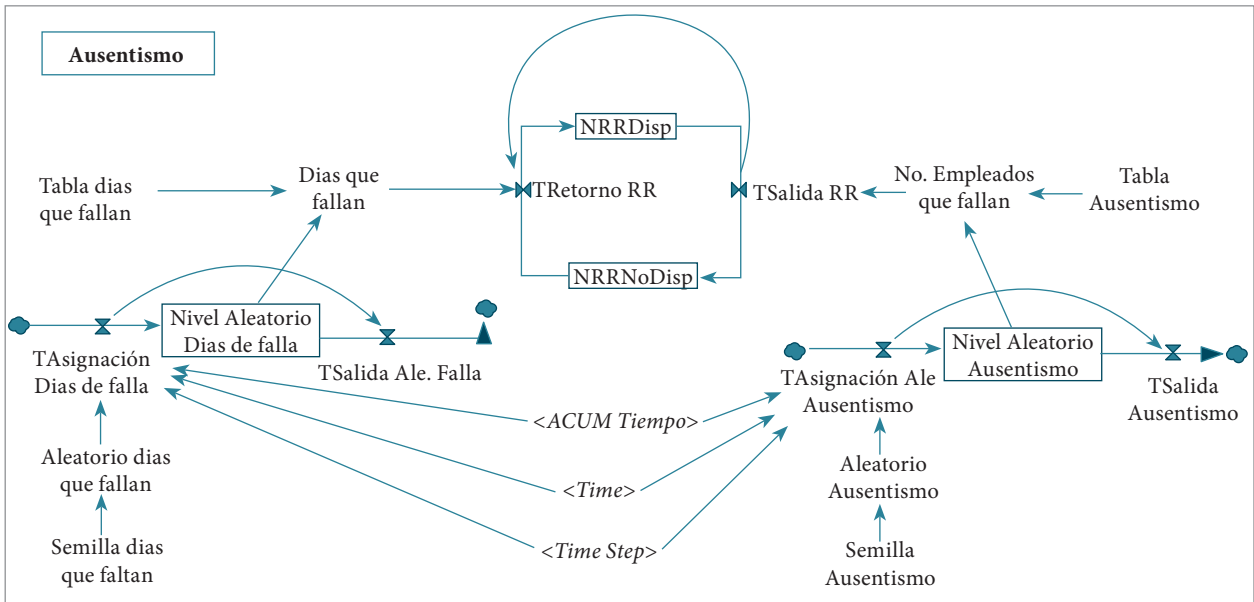 Ausentismo
NRRDisp
Tabla dias
que fallan
Dias que
fallan
TRetorno RR
TSalida RR
No. Empleados
que fallan
Tabla
Ausentismo
NRRNoDisp
Nivel Aleatorio
Dias de falla
TAsignación
Dias de falla
TSalida Ale. Falla
Nivel Aleatorio
Ausentismo
TAsignación Ale
Ausentismo
TSalida
Ausentismo
<ACUM Tiempo>
Aleatorio dias
que fallan
<Time>
Aleatorio
Ausentismo
Semilla dias
que faltan
<Time Step>
Semilla
Ausentismo